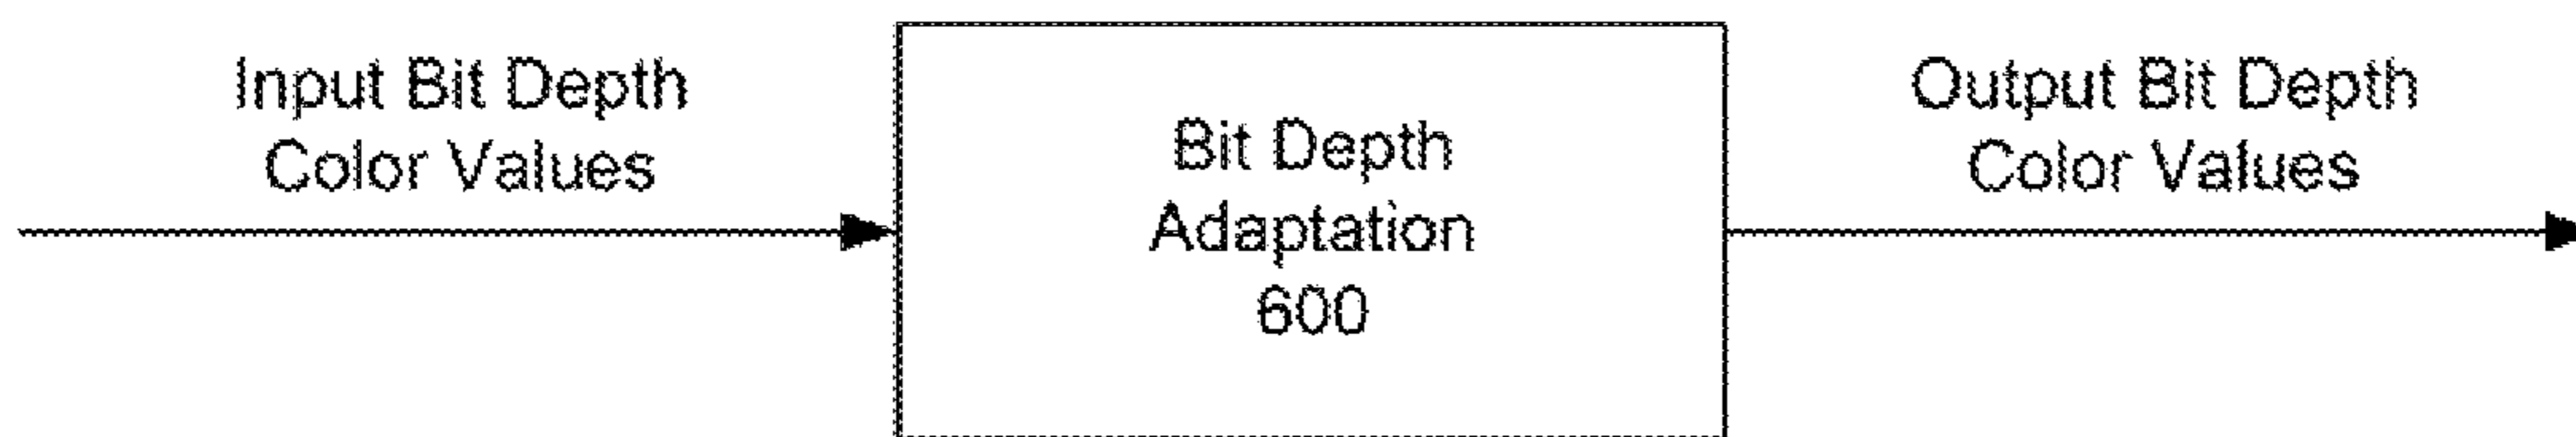 Input Bit Depth
Color Values
Bit Depth
Adaptation
600
Output Bit Depth
Color Values